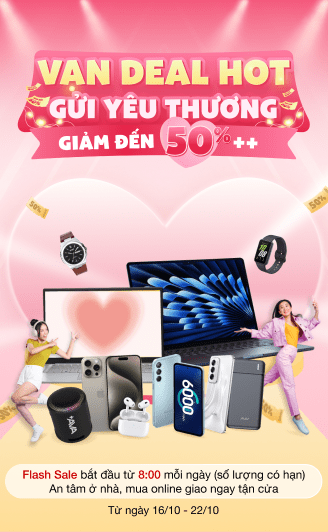 VAN DEAL HOT
GỬI YÊU THƯƠNG
GIẢM ĐẾN 50%++
50%
50%
6000
+AVA
Flash Sale bắt đầu từ 8:00 mỗi ngày (số lượng có hạn)
An tâm ở nhà, mua online giao ngay tận cửa
Từ ngày 16/10 - 22/10